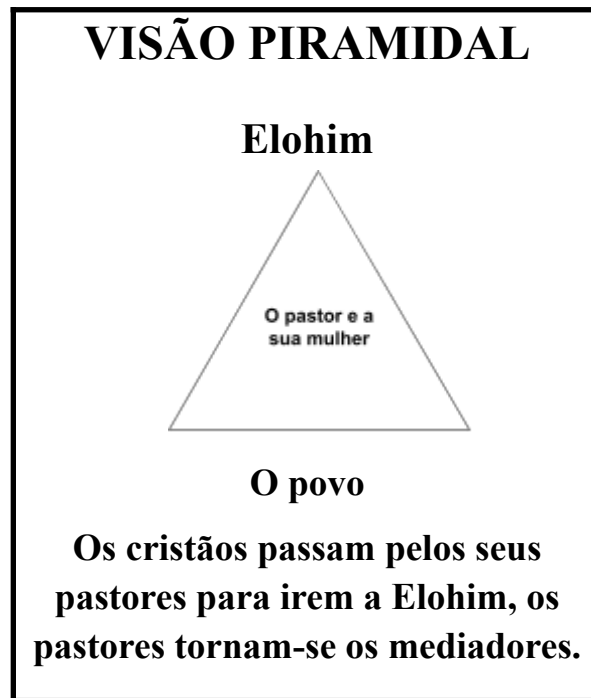 VISÃO PIRAMIDAL
Elohim
O pastor e a
sua mulher
O povo
Os cristãos passam pelos seus
pastores para irem a Elohim, os
pastores tornam-se os mediadores.